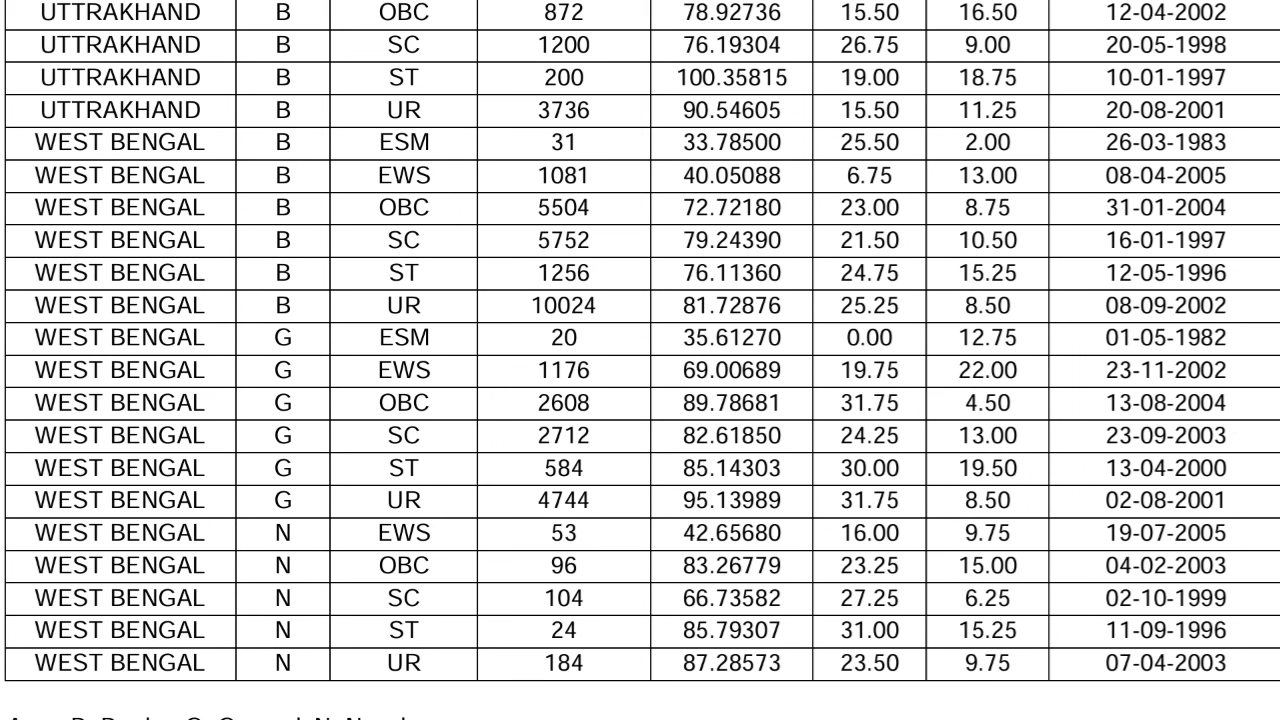 UTTRAKHAND B OBC 872 78.92736 15.50 16.50 12-04-2002
UTTRAKHAND B SC 1200 76.19304 26.75 9.00 20-05-1998
UTTRAKHAND B ST 200 100.35815 19.00 18.75 10-01-1997
UTTRAKHAND B UR 3736 90.54605 15.50 11.25 20-08-2001
WEST BENGAL B ESM 31 33.78500 25.50 2.00 26-03-1983
WEST BENGAL B EWS 1081 40.05088 6.75 13.00 08-04-2005
WEST BENGAL B OBC 5504 72.72180 23.00 8.75 31-01-2004
WEST BENGAL B SC 5752 79.24390 21.50 10.50 16-01-1997
WEST BENGAL B ST 1256 76.11360 24.75 15.25 12-05-1996
WEST BENGAL B UR 10024 81.72876 25.25 8.50 08-09-2002
WEST BENGAL G ESM 20 35.61270 0.00 12.75 01-05-1982
WEST BENGAL G EWS 1176 69.00689 19.75 22.00 23-11-2002
WEST BENGAL G OBC 2608 89.78681 31.75 4.50 13-08-2004
WEST BENGAL G SC 2712 82.61850 24.25 13.00 23-09-2003
WEST BENGAL G ST 584 85.14303 30.00 19.50 13-04-2000
WEST BENGAL G UR 4744 95.13989 31.75 8.50 02-08-2001
WEST BENGAL N EWS 53 42.65680 16.00 9.75 19-07-2005
WEST BENGAL N OBC 96 83.26779 23.25 15.00 04-02-2003
WEST BENGAL N SC 104 66.73582 27.25 6.25 02-10-1999
WEST BENGAL N ST 24 85.79307 31.00 15.25 11-09-1996
WEST BENGAL N UR 184 87.28573 23.50 9.75 07-04-2003